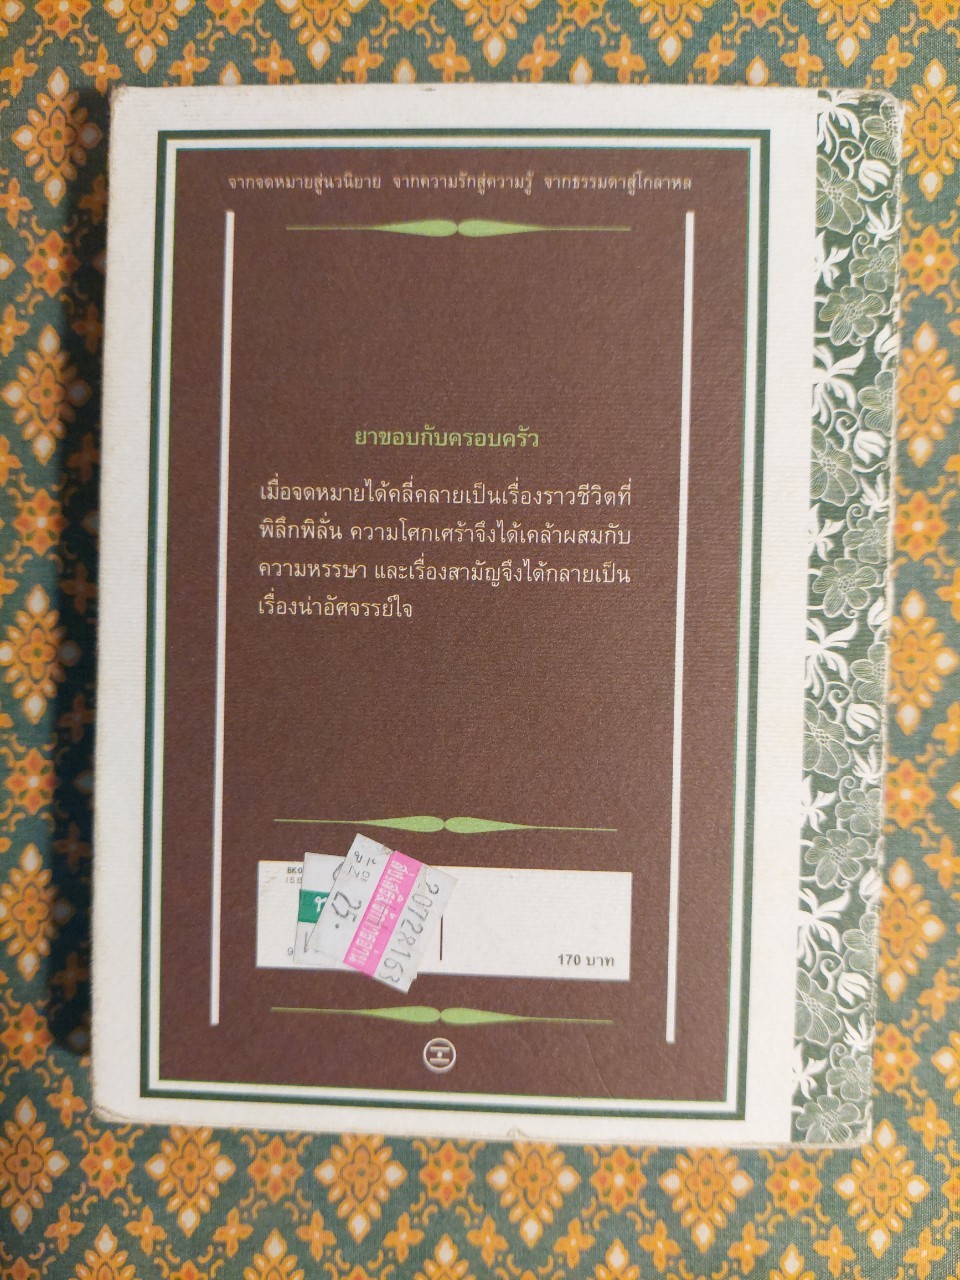 จากจดหมายสู่นวนิยาย จากความรักสู่ความรู้ จากธรรมดาสู่โกลาหล
ยาขอบกับครอบครัว
เมื่อจดหมายได้คลี่คลายเป็นเรื่องราวชีวิตที่
พิลึกพิลั่น ความโศกเศร้าจึงได้เคล้าผสมกับ
ความหรรษา และเรื่องสามัญจึงได้กลายเป็น
เรื่องน่าอัศจรรย์ใจ
25.
170 บาท